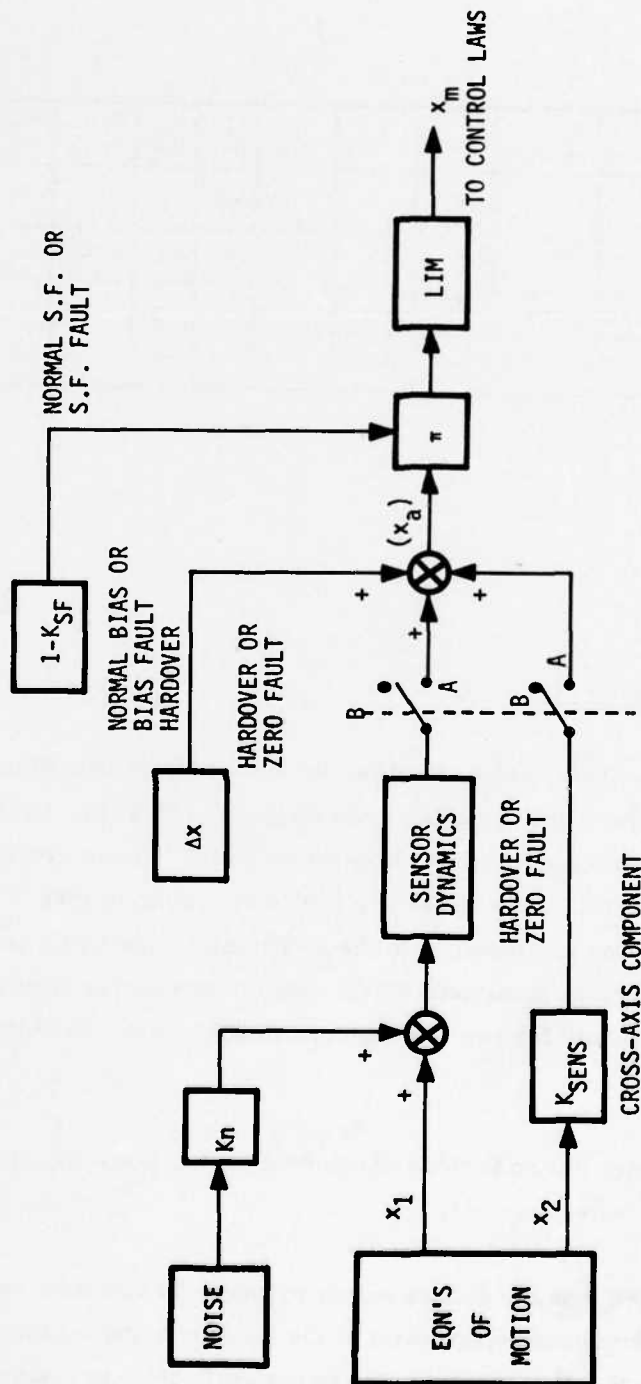 1-K_SF
NORMAL S.F. OR
S.F. FAULT
NORMAL BIAS OR
BIAS FAULT
HARDOVER
Δx
HARDOVER OR
ZERO FAULT
NOISE
Kn
+
+
EQN'S
OF
MOTION
x_1
x_2
SENSOR
DYNAMICS
HARDOVER OR
ZERO FAULT
K_SENS
CROSS-AXIS COMPONENT
B
A
B
A
+
+
+
(x_a)
π
LIM
x_m
TO CONTROL LAWS